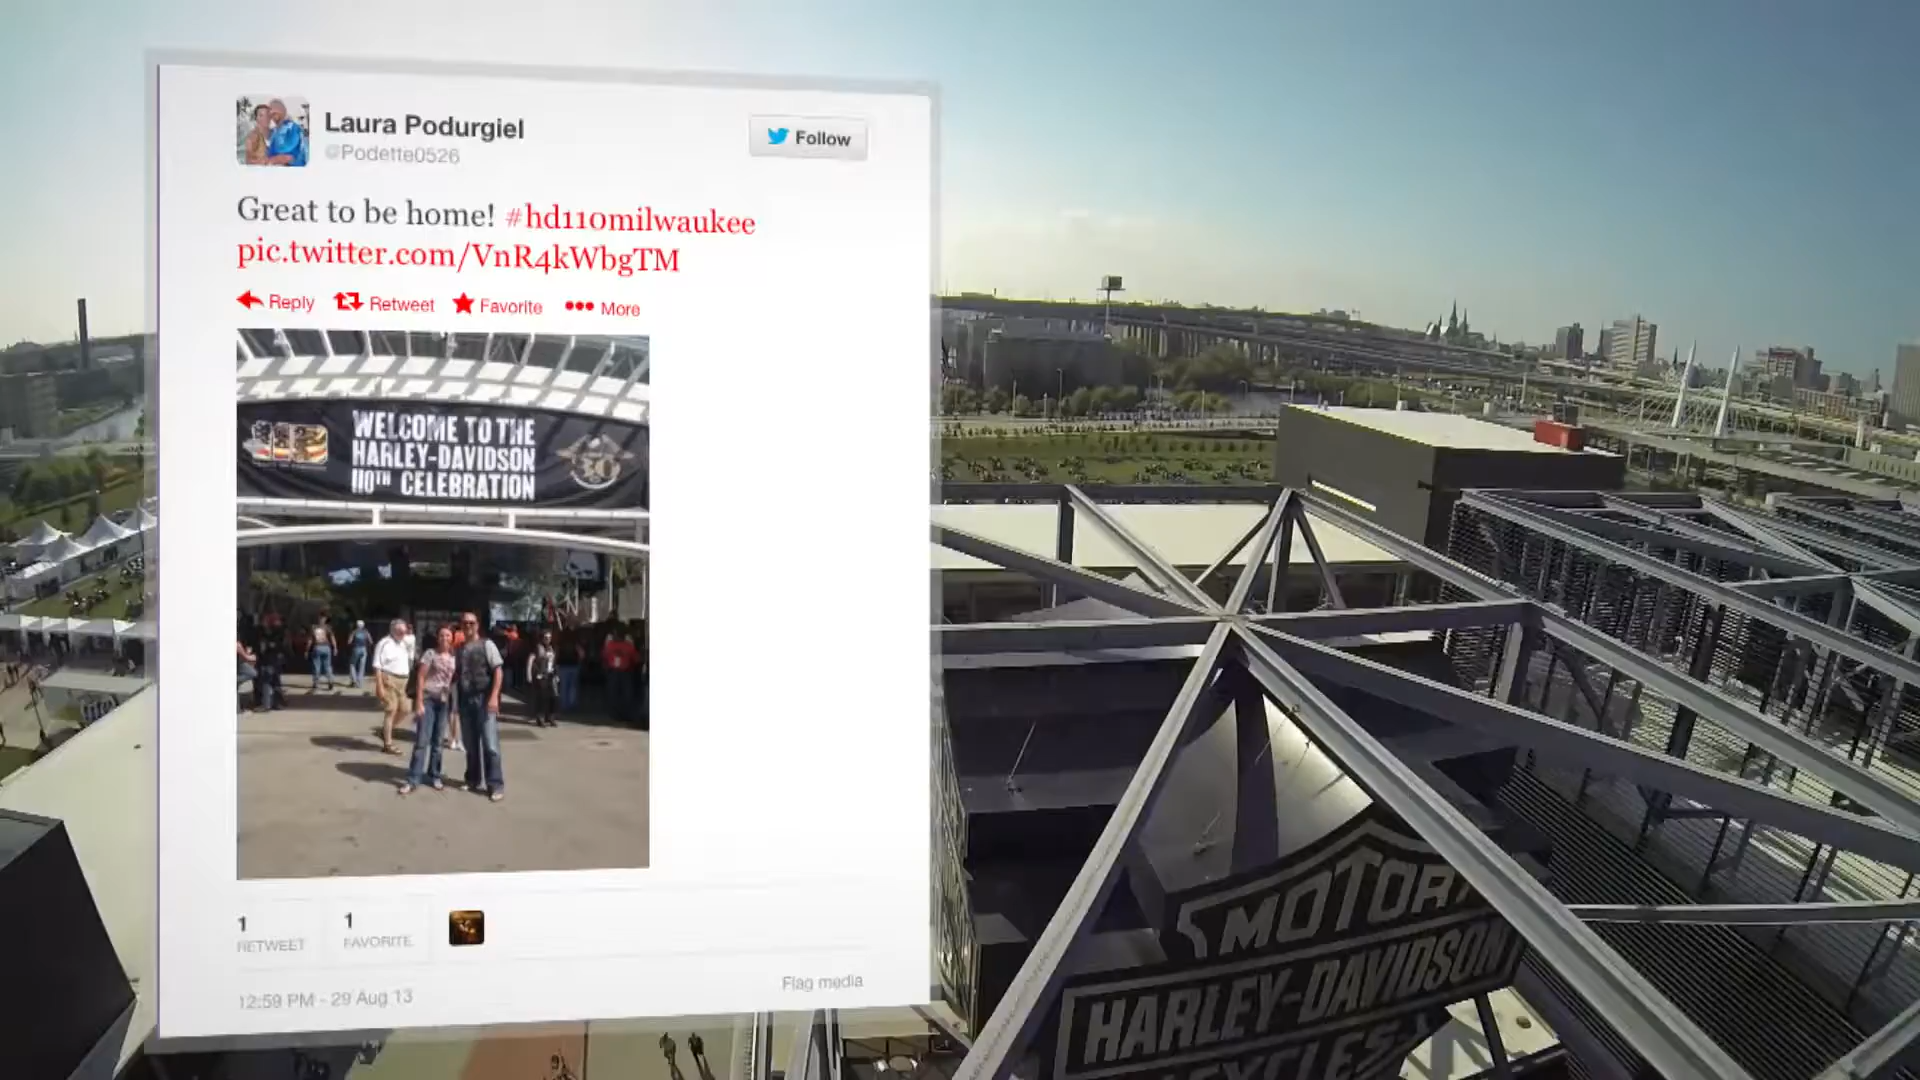 Laura Podurgiel
@Podette0526
Follow
Great to be home! #hd110milwaukee
pic.twitter.com/VnR4kWbgTM
Reply Retweet Favorite More
WELCOME TO THE
HARLEY-DAVIDSON
110TH CELEBRATION
1 RETWEET
1 FAVORITE
Flag media
12:59 PM - 29 Aug 13
MOTOR
HARLEY-DAVIDSON